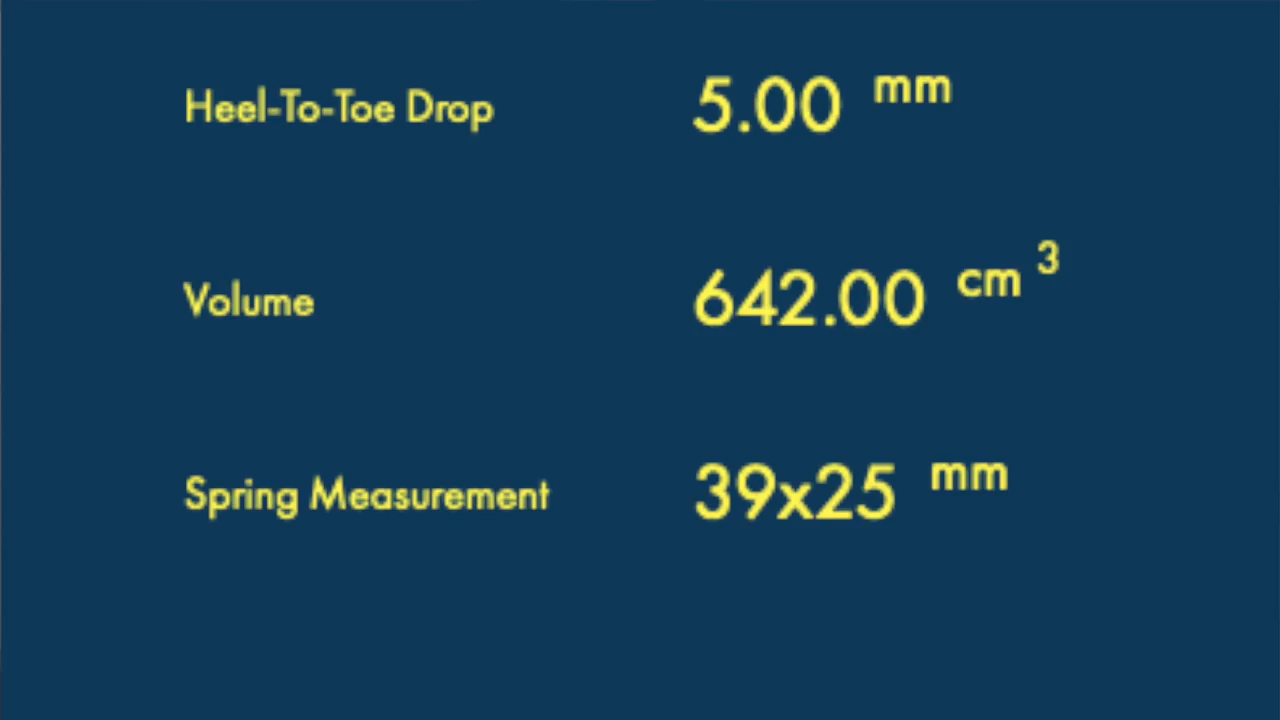 Heel-To-Toe Drop 5.00 mm
Volume 642.00 cm 3
Spring Measurement 39x25 mm